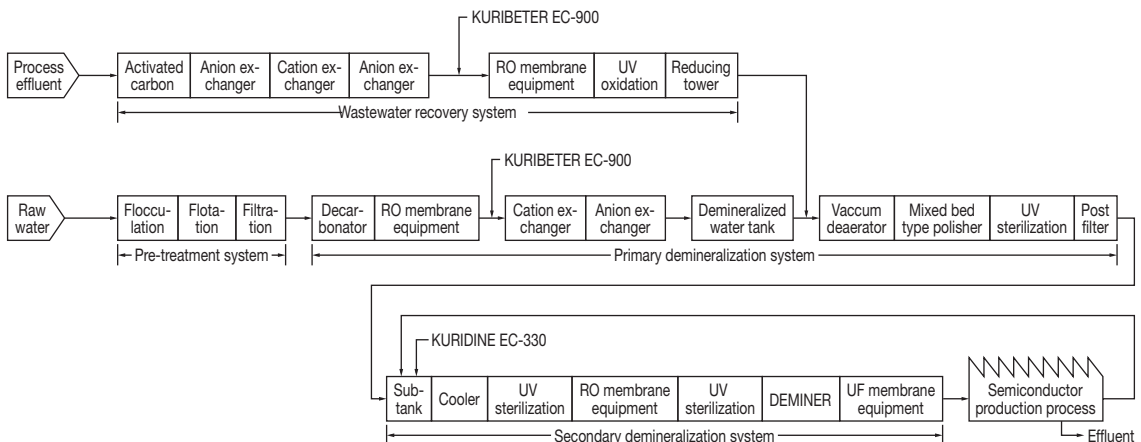 KURIBETER EC-900
Process
effluent
Activated
carbon
Anion ex-
changer
Cation ex-
changer
Anion ex-
changer
RO membrane
equipment
UV
oxidation
Reducing
tower
Wastewater recovery system
KURIBETER EC-900
Raw
water
Floccu-
lation
Flota-
tion
Filtra-
tion
Decar-
bonator
RO membrane
equipment
Cation ex-
changer
Anion ex-
changer
Demineralized
water tank
Vaccum
deaerator
Mixed bed
type polisher
UV
sterilization
Post
filter
Pre-treatment system
Primary demineralization system
KURIDINE EC-330
Sub-
tank
Cooler
UV
sterilization
RO membrane
equipment
UV
sterilization
DEMINER
UF membrane
equipment
Semiconductor
production process
Secondary demineralization system
Effluent